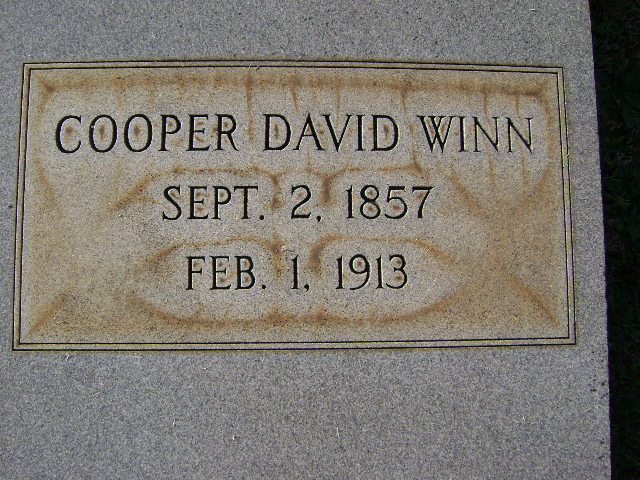 COOPER DAVID WINN
SEPT. 2, 1857
FEB. 1, 1913